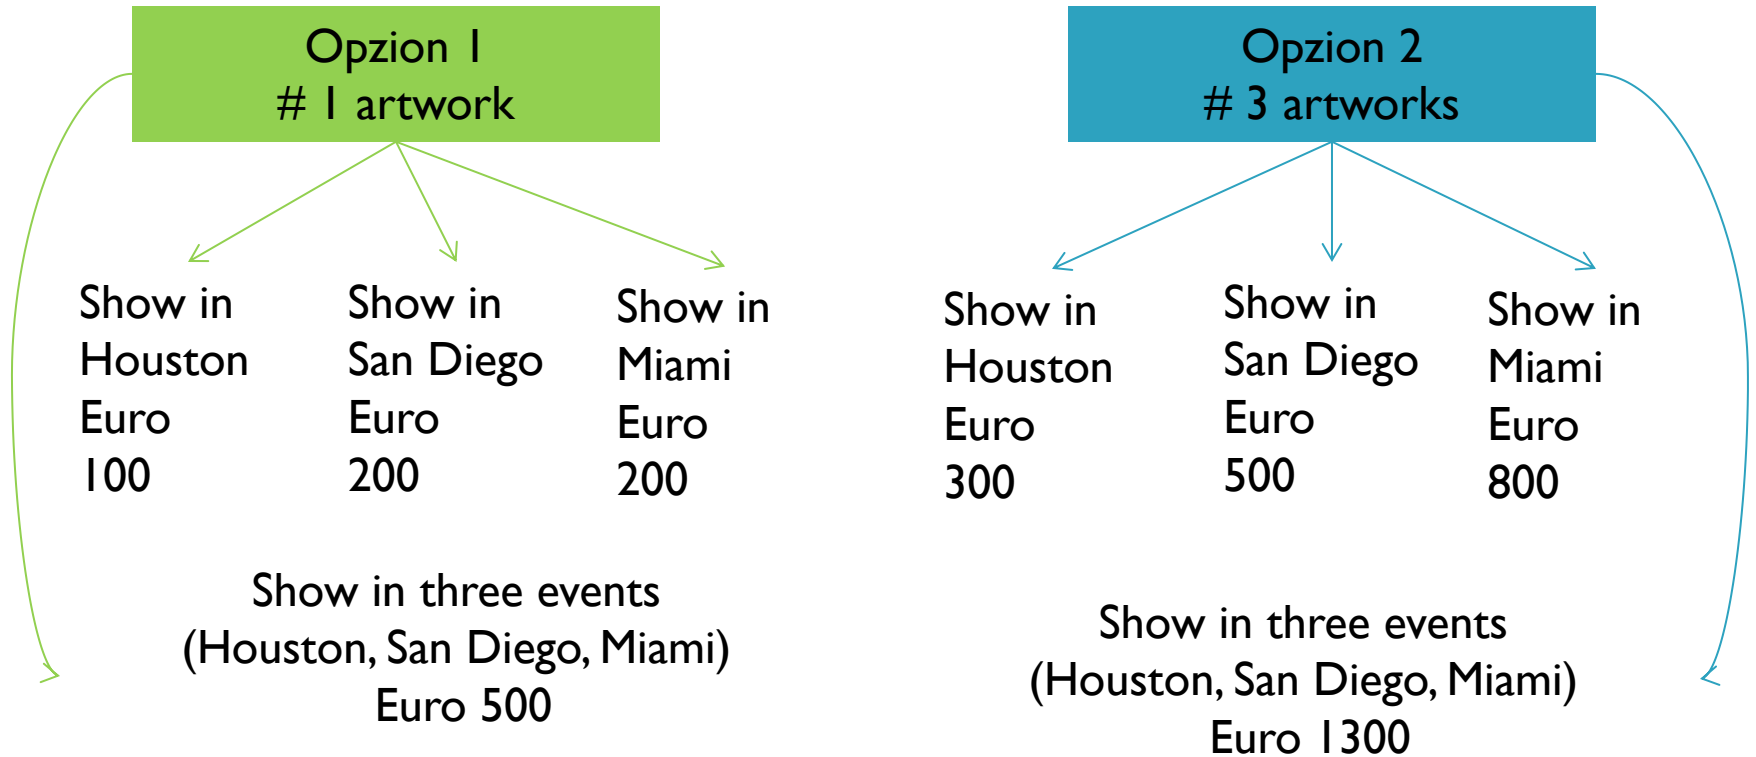 Opzion 1
# 1 artwork
Show in
Houston
Euro
100
Show in
San Diego
Euro
200
Show in
Miami
Euro
200
Show in three events
(Houston, San Diego, Miami)
Euro 500
Opzion 2
# 3 artworks
Show in
Houston
Euro
300
Show in
San Diego
Euro
500
Show in
Miami
Euro
800
Show in three events
(Houston, San Diego, Miami)
Euro 1300